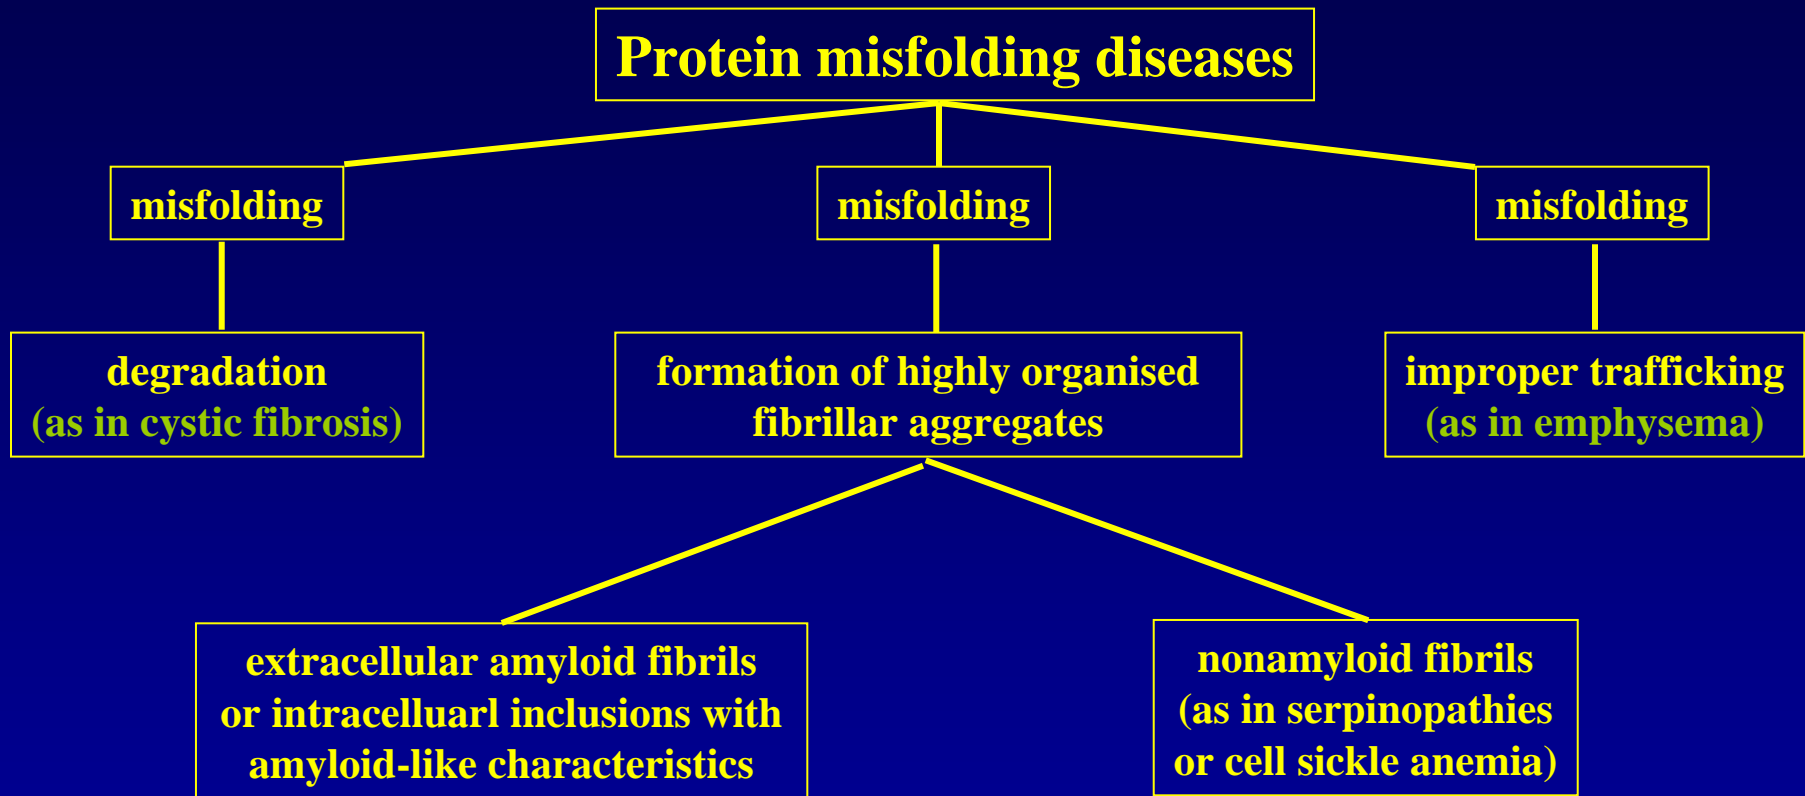 Protein misfolding diseases
misfolding
misfolding
misfolding
degradation
(as in cystic fibrosis)
formation of highly organised
fibrillar aggregates
improper trafficking
(as in emphysema)
extracellular amyloid fibrils
or intracelluarl inclusions with
amyloid-like characteristics
nonamyloid fibrils
(as in serpinopathies
or cell sickle anemia)